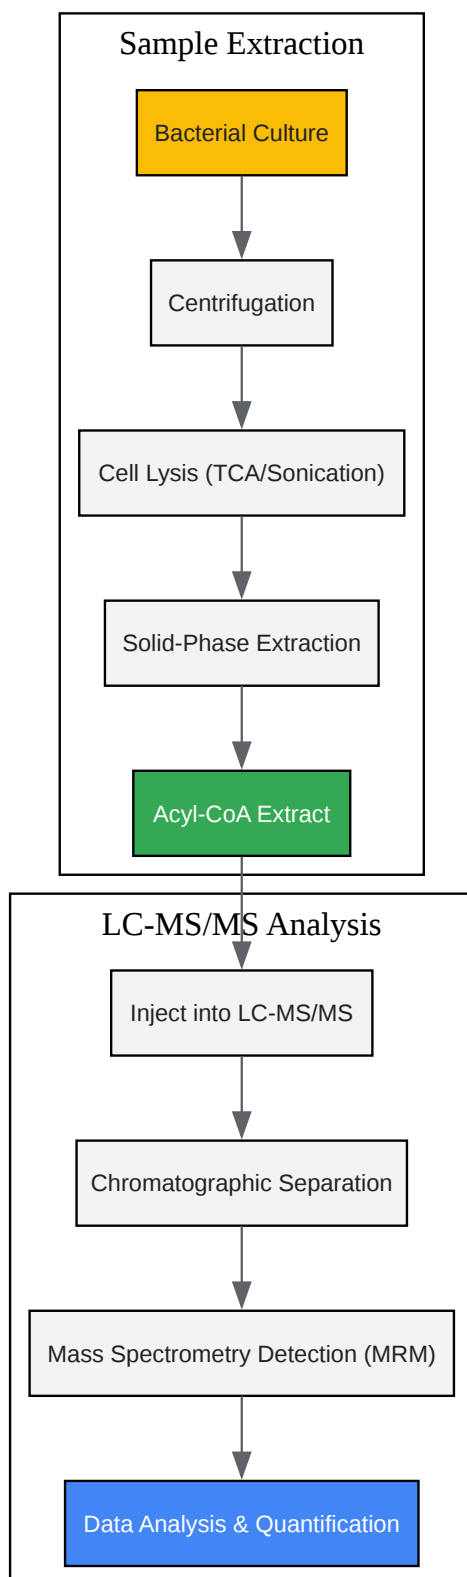 Sample Extraction
Bacterial Culture
Centrifugation
Cell Lysis (TCA/Sonication)
Solid-Phase Extraction
Acyl-CoA Extract
LC-MS/MS Analysis
Inject into LC-MS/MS
Chromatographic Separation
Mass Spectrometry Detection (MRM)
Data Analysis & Quantification